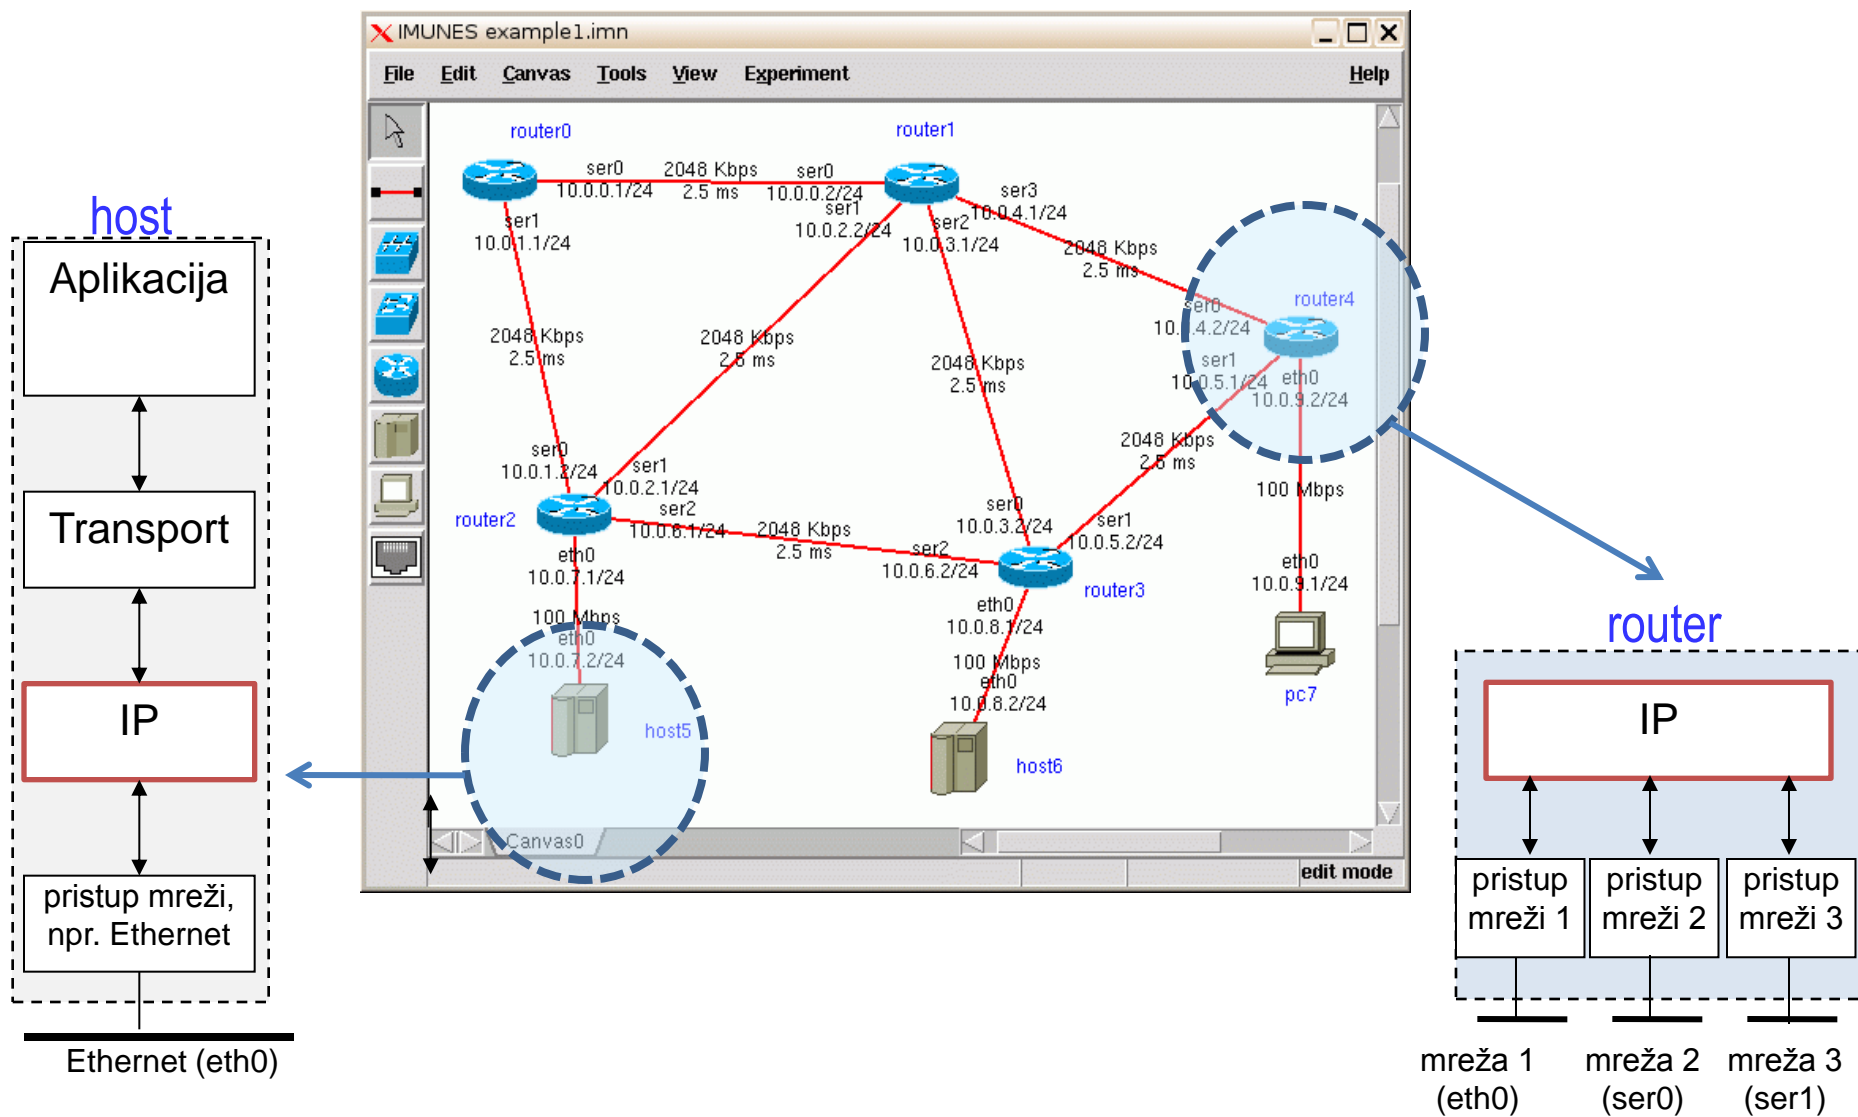 IMUNES example1.imn
File Edit Canvas Tools View Experiment Help
router0
router1
ser0
10.0.0.1/24
2048 Kbps
2.5 ms
ser0
10.0.0.2/24
ser1
10.0.1.1/24
ser1
10.0.2.2/24
ser2
10.0.3.1/24
ser3
10.0.4.1/24
2048 Kbps
2.5 ms
router4
ser0
10.0.4.2/24
ser1
10.0.5.1/24
eth0
10.0.9.2/24
2048 Kbps
2.5 ms
2048 Kbps
2.5 ms
2048 Kbps
2.5 ms
2048 Kbps
2.5 ms
100 Mbps
ser0
10.0.1.2/24
ser1
10.0.2.1/24
router2
ser2
10.0.6.1/24
2048 Kbps
2.5 ms
ser0
10.0.3.2/24
ser1
10.0.5.2/24
ser2
10.0.6.2/24
router3
eth0
10.0.7.1/24
100 Mbps
eth0
10.0.7.2/24
host5
eth0
10.0.8.1/24
100 Mbps
eth0
10.0.8.2/24
host6
eth0
10.0.9.1/24
pc7
Canvas0
edit mode
host
Aplikacija
Transport
IP
pristup mreži,
npr. Ethernet
Ethernet (eth0)
router
IP
pristup
mreži 1
pristup
mreži 2
pristup
mreži 3
mreža 1
(eth0)
mreža 2
(ser0)
mreža 3
(ser1)